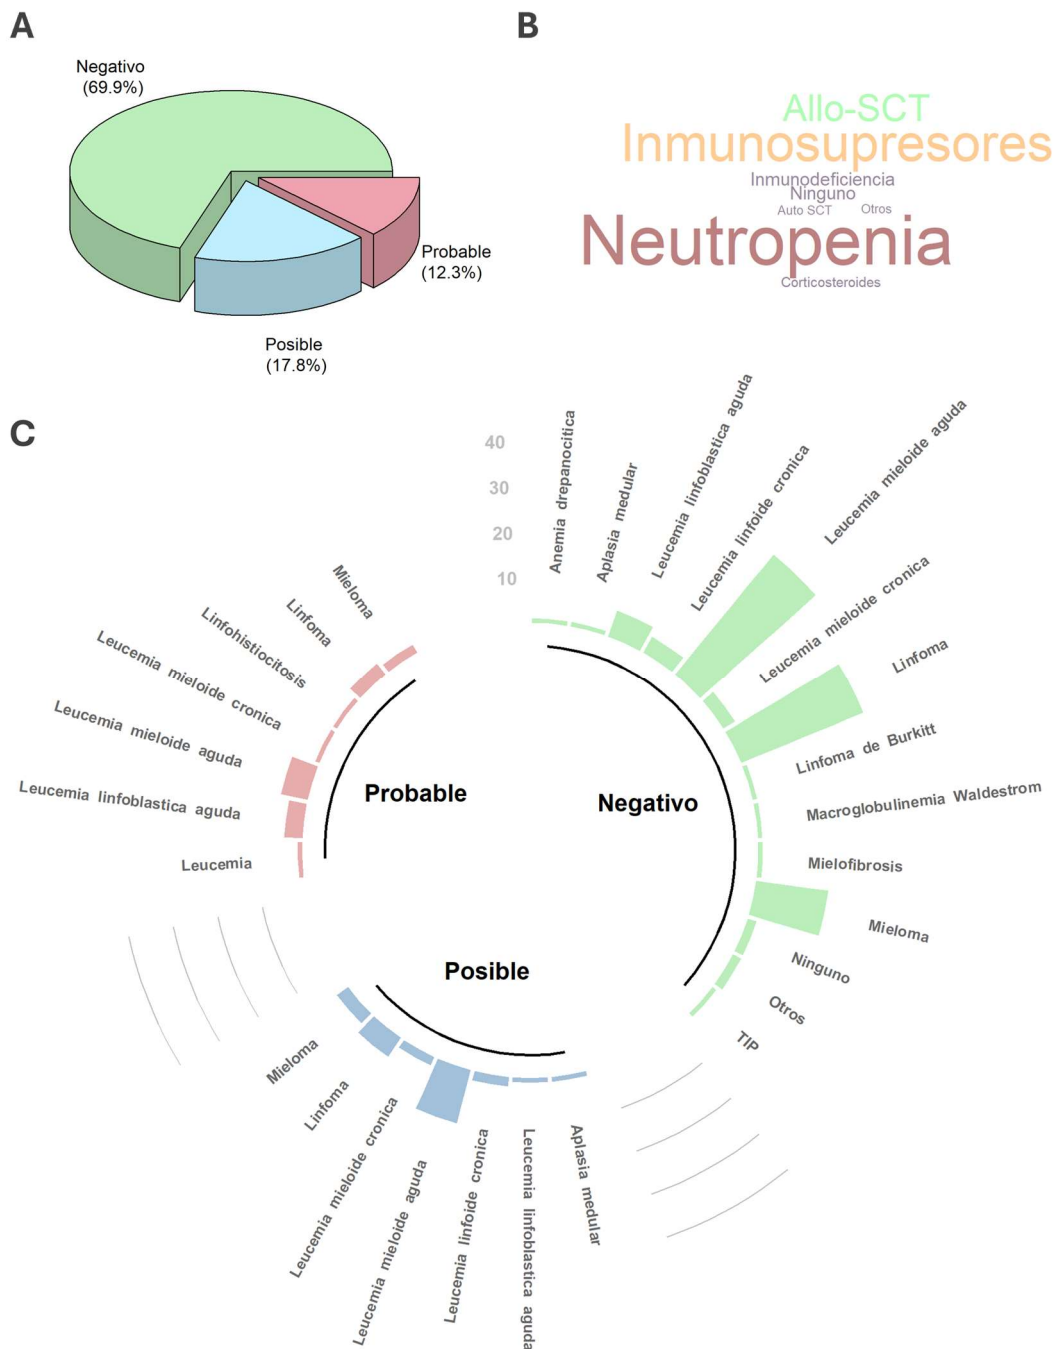 A
Negativo
(69.9%)
Probable
(12.3%)
Posible
(17.8%)
B
Allo-SCT
Inmunosupresores
Inmunodeficiencia
Ninguno
Auto SCT
Otros
Neutropenia
Corticosteroides
C
40
30
20
10
Anemia drepanocitica
Aplasia medular
Leucemia linfoblastica aguda
Leucemia linfoide cronica
Leucemia mieloide aguda
Leucemia mieloide cronica
Linfoma
Linfoma de Burkitt
Macroglobulinemia Waldestrom
Mielofibrosis
Mieloma
Ninguno
Otros
TIP
Negativo
Aplasia medular
Leucemia linfoblastica aguda
Leucemia linfoide cronica
Leucemia mieloide aguda
Leucemia mieloide cronica
Linfoma
Mieloma
Posible
Leucemia
Leucemia linfoblastica aguda
Leucemia mieloide aguda
Leucemia mieloide cronica
Linfohistiocitosis
Linfoma
Mieloma
Probable